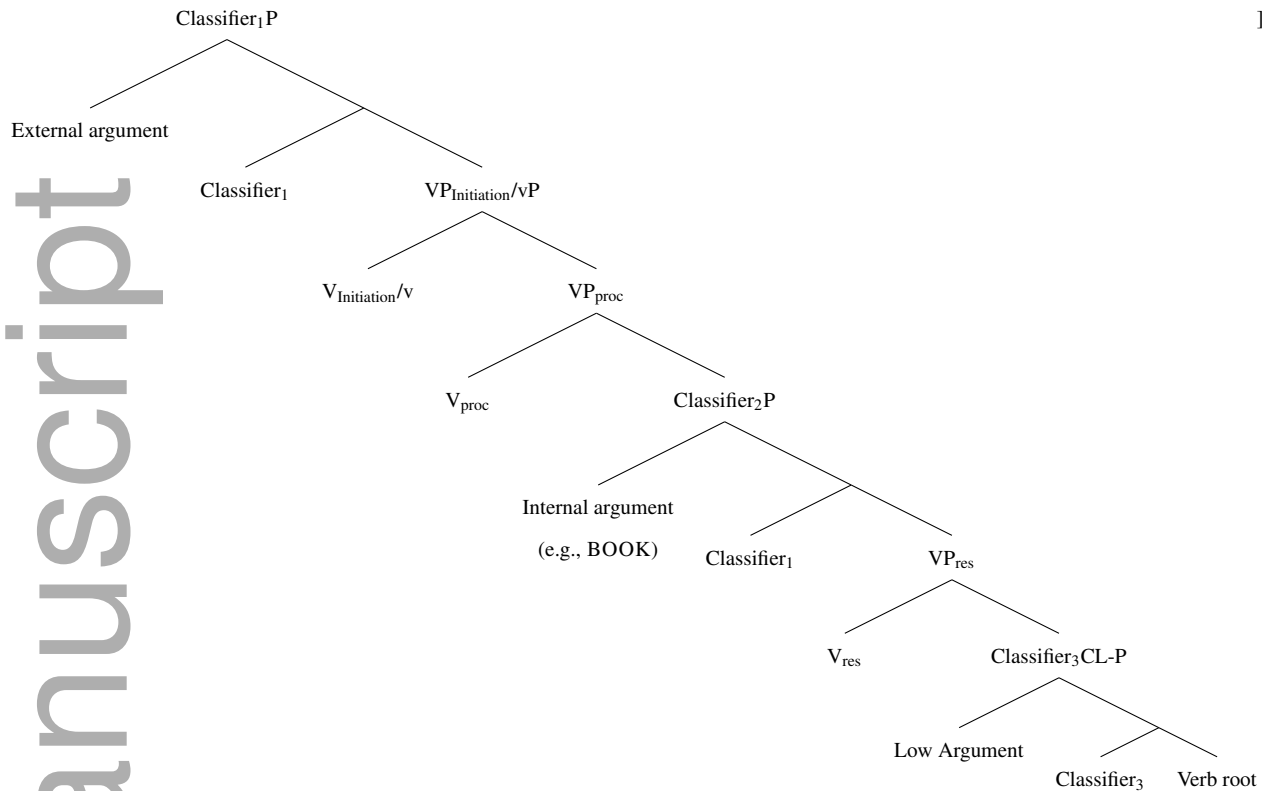 Classifier₁P
]
External argument
Classifier₁
VP_Initiation/vP
V_Initiation/v
VP_proc
V_proc
Classifier₂P
Internal argument
(e.g., BOOK)
Classifier₁
VP_res
V_res
Classifier₃CL-P
Low Argument
Classifier₃
Verb root
anuscript